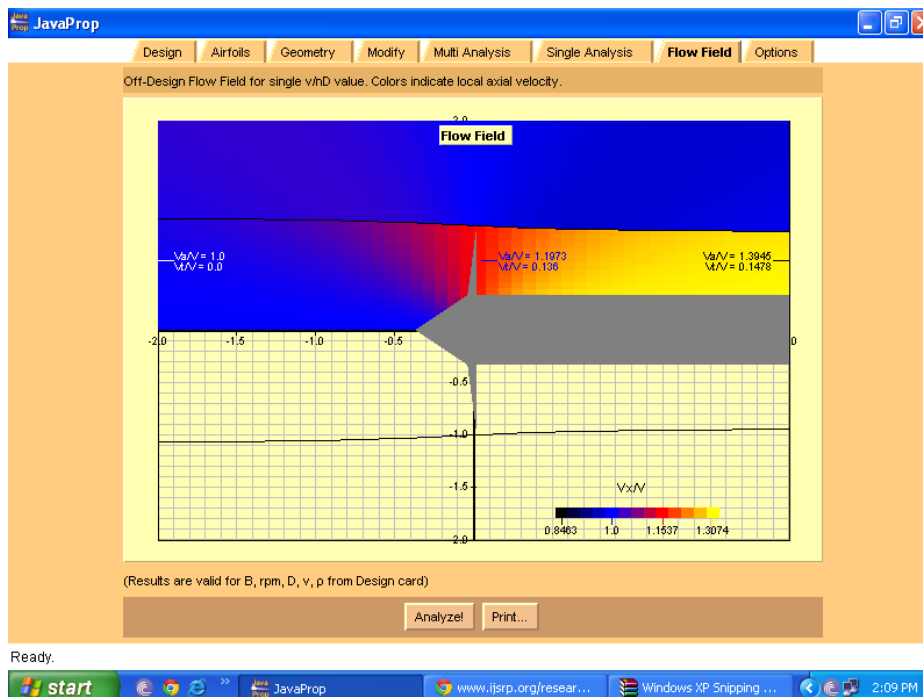 JavaProp
Design Airfoils Geometry Modify Multi Analysis Single Analysis Flow Field Options
Off-Design Flow Field for single v/nD value. Colors indicate local axial velocity.
2.0
Flow Field
Va/V = 1.0
Vt/V = 0.0
Va/V = 1.1973
Vt/V = 0.136
Va/V = 1.3945
Vt/V = 0.1478
-2.0 -1.5 -1.0 -0.5 0
-0.5
-1.0
-1.5
-2.0
Vx/V
0.8463 1.0 1.1537 1.3074
(Results are valid for B, rpm, D, v, ρ from Design card)
Analyze! Print...
Ready.
start JavaProp www.ijsrp.org/resear... Windows XP Snipping ... 2:09 PM